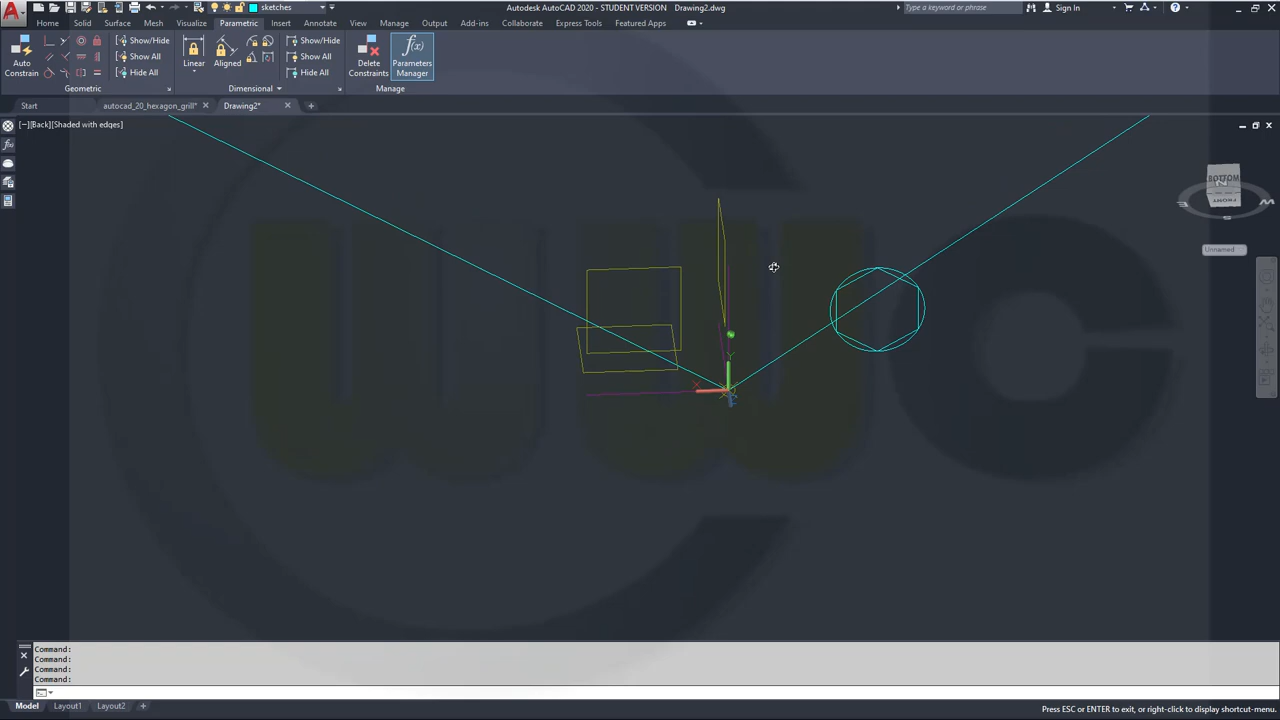 sketches
Autodesk AutoCAD 2020 - STUDENT VERSION Drawing2.dwg
Type a keyword or phrase
Sign In
Home Solid Surface Mesh Visualize Parametric Insert Annotate View Manage Output Add-ins Collaborate Express Tools Featured Apps
Auto Constrain
Show/Hide
Show All
Hide All
Linear
Aligned
Show/Hide
Show All
Hide All
Delete Constraints
f(x)
Parameters Manager
Geometric
Dimensional
Manage
Start
autocad_20_hexagon_grill*
Drawing2*
[−][Back][Shaded with edges]
BOTTOM
FRONT
S
Unnamed
X
Y
Command:
Command:
Command:
Command:
Model Layout1 Layout2
Press ESC or ENTER to exit, or right-click to display shortcut-menu.